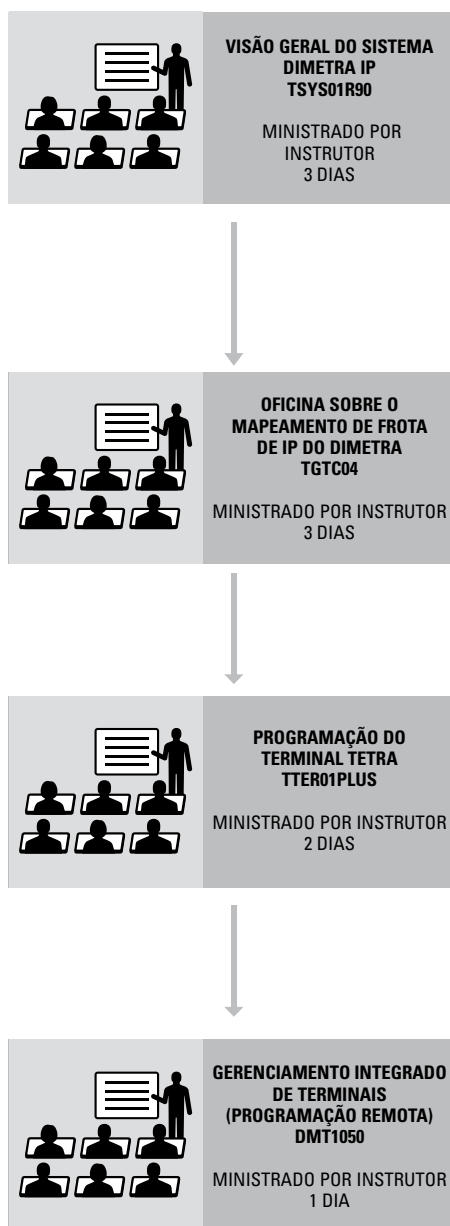 VISÃO GERAL DO SISTEMA
DIMETRA IP
TSYS01R90
MINISTRADO POR
INSTRUTOR
3 DIAS
OFICINA SOBRE O
MAPEAMENTO DE FROTA
DE IP DO DIMETRA
TGTC04
MINISTRADO POR INSTRUTOR
3 DIAS
PROGRAMAÇÃO DO
TERMINAL TETRA
TTER01PLUS
MINISTRADO POR INSTRUTOR
2 DIAS
GERENCIAMENTO INTEGRADO
DE TERMINAIS
(PROGRAMAÇÃO REMOTA)
DMT1050
MINISTRADO POR INSTRUTOR
1 DIA